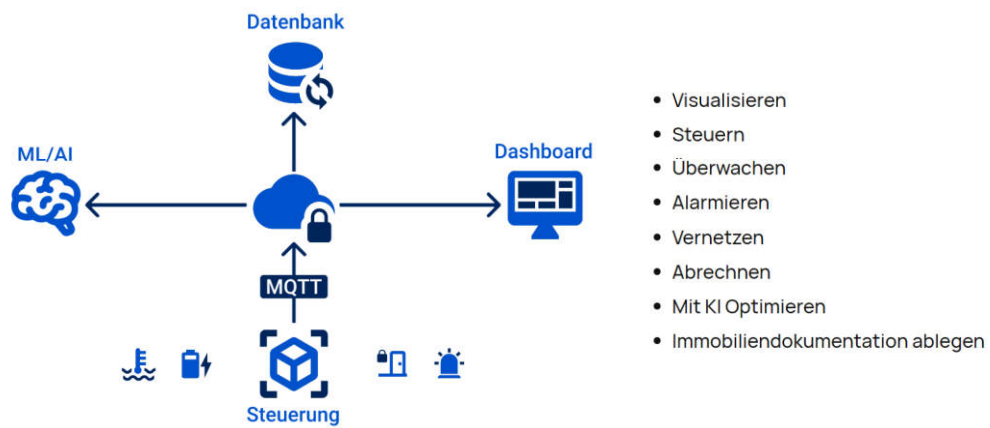 Datenbank
ML/AI
Dashboard
MQTT
Steuerung
• Visualisieren
• Steuern
• Überwachen
• Alarmieren
• Vernetzen
• Abrechnen
• Mit KI Optimieren
• Immobiliendokumentation ablegen